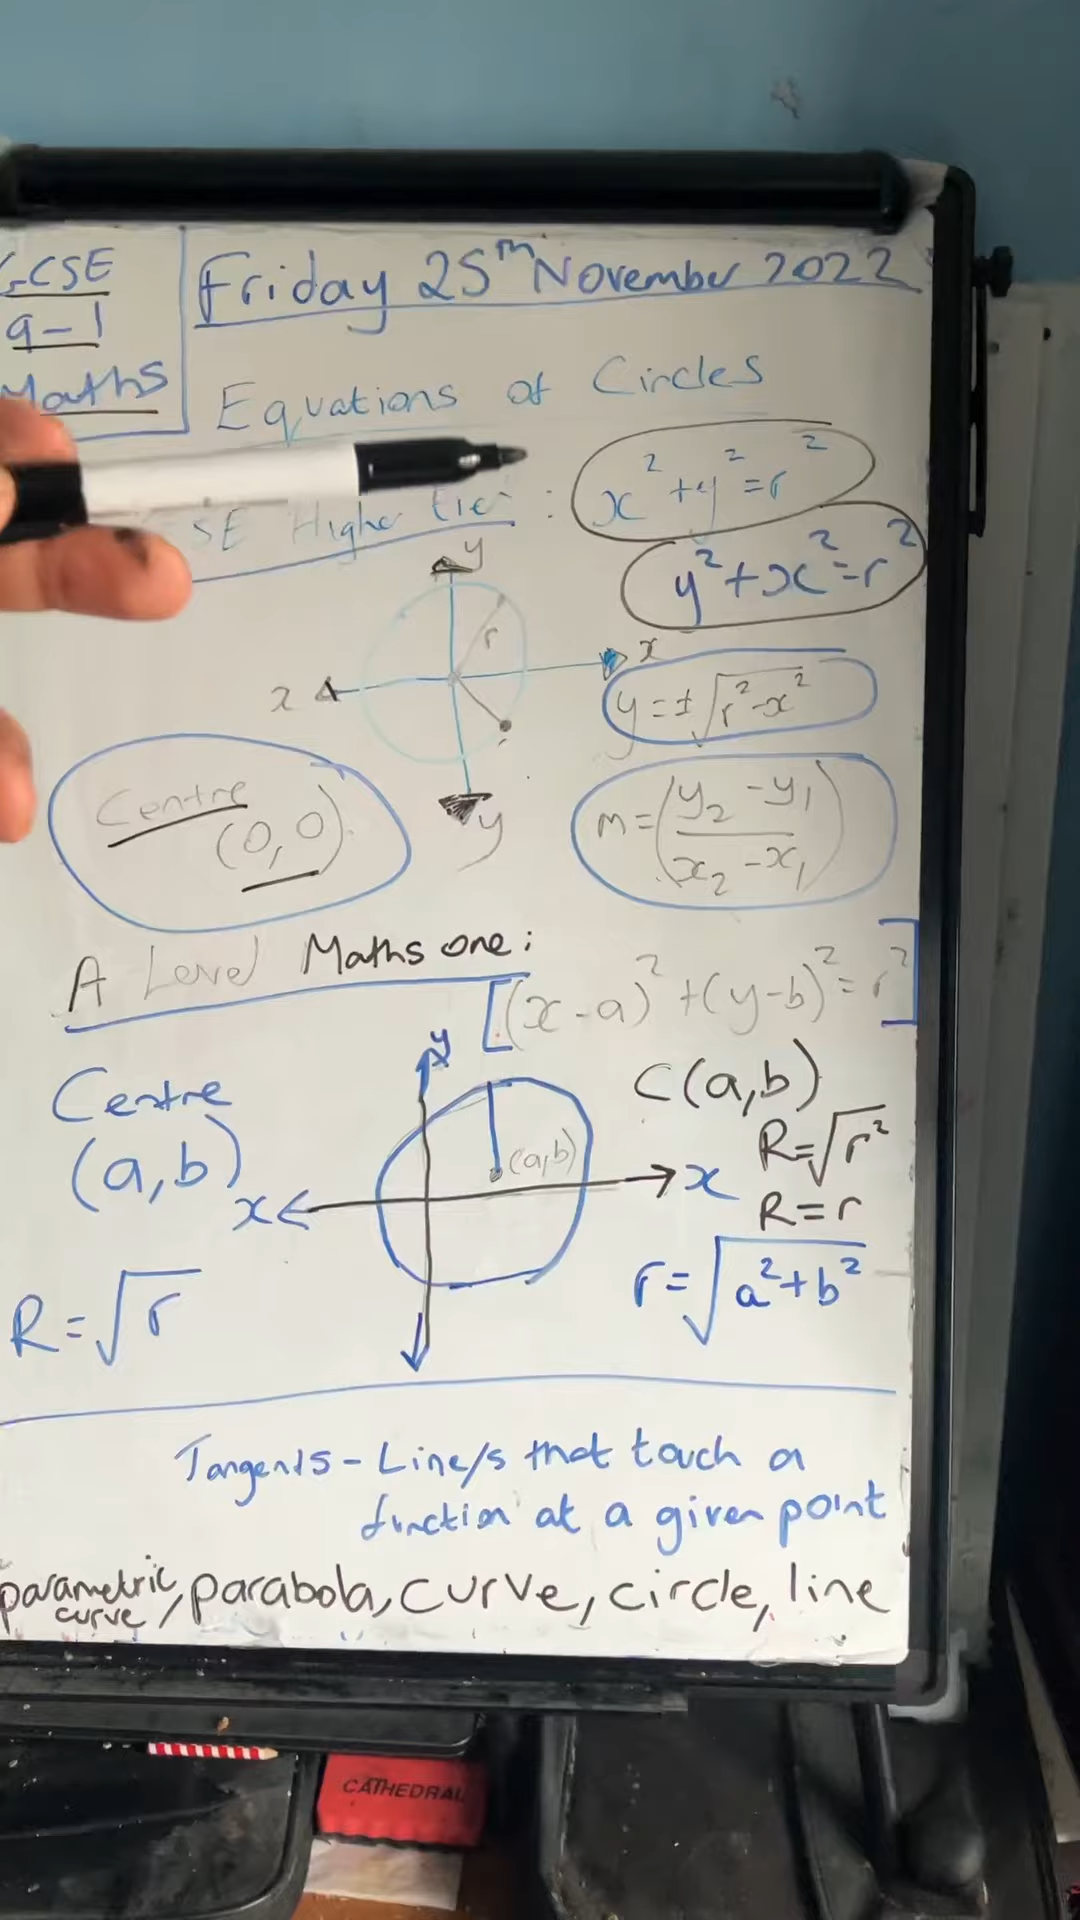 GCSE
9-1
Maths
Friday 25th November 2022
Equations of Circles
SE Higher tier : x² + y² = r²
y² + x² = r²
y
r
x
x
y = ± √r² - x²
Centre
(0, 0)
y
m = (y₂ - y₁ / x₂ - x₁)
A Level Maths one:
[(x - a)² + (y - b)² = r²]
y
Centre
(a, b)
(a, b)
x
x
C (a, b)
R = √r²
R = r
r = √a² + b²
R = √r
Tangents - Line/s that touch a
function at a given point
parametric curve, parabola, curve, circle, line
CATHEDRAL